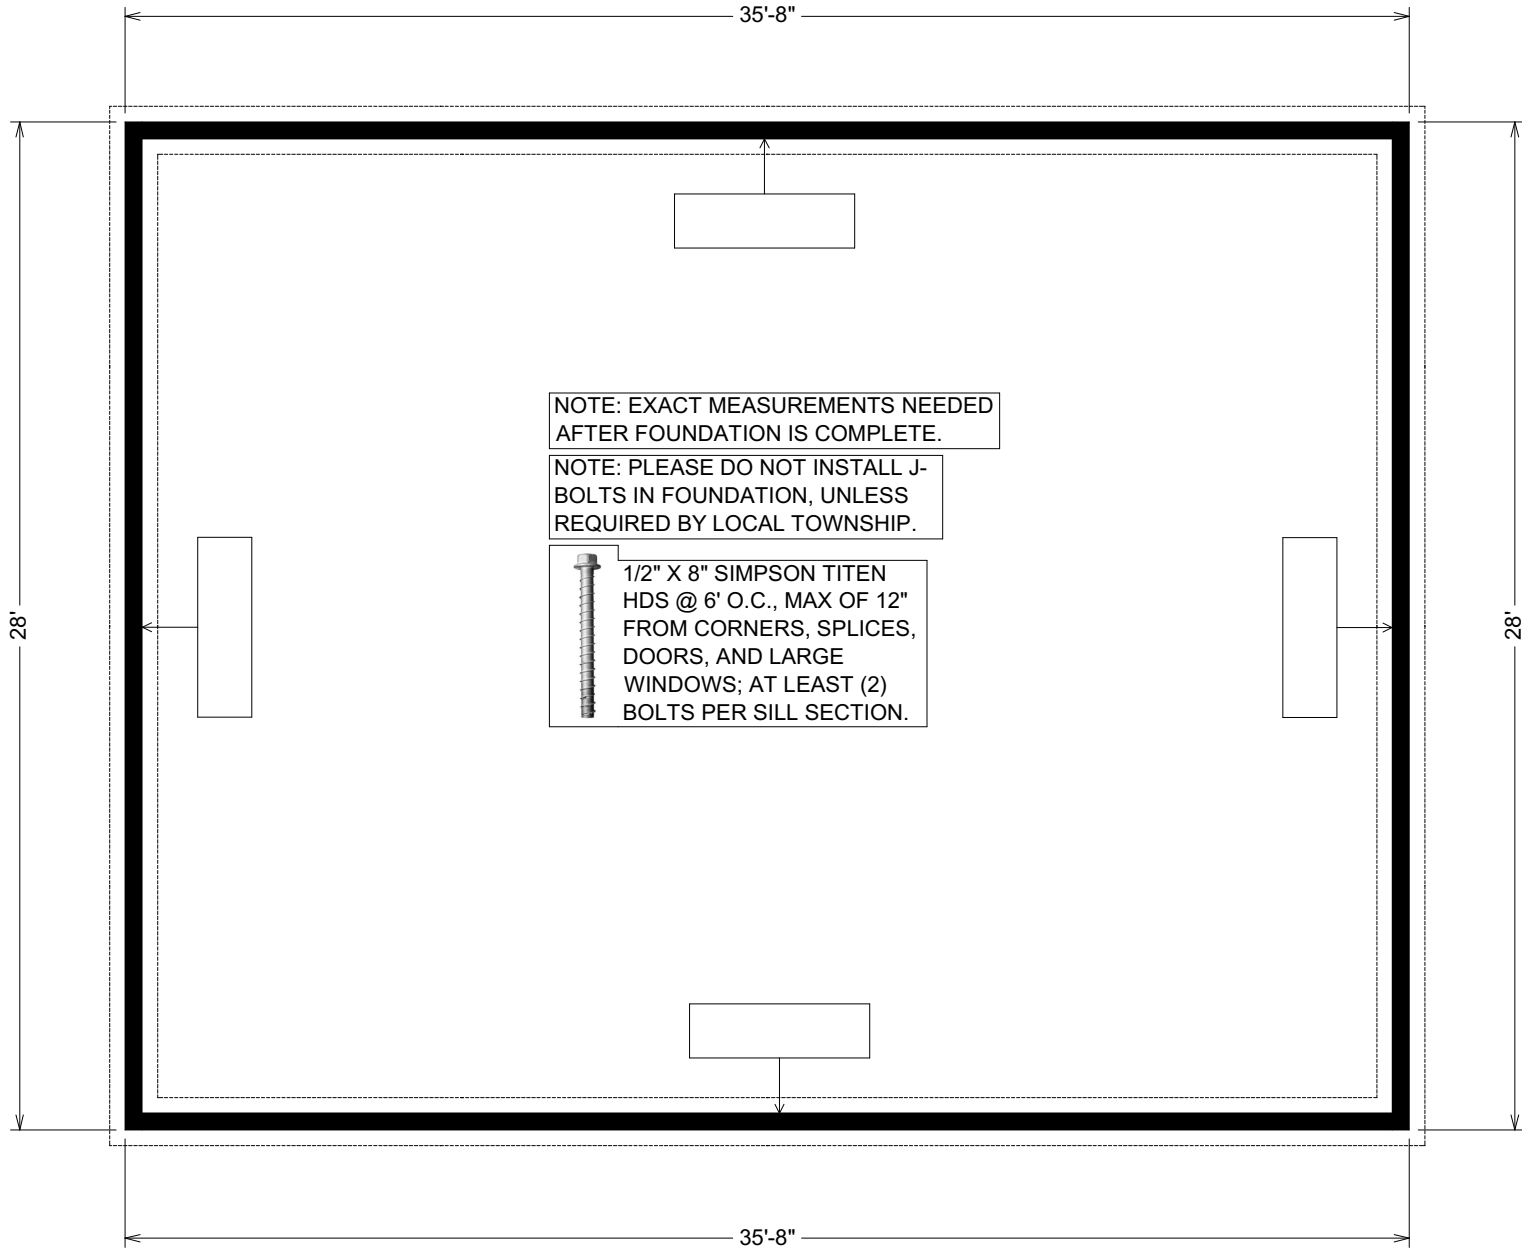 35'-8"
28'
28'
NOTE: EXACT MEASUREMENTS NEEDED
AFTER FOUNDATION IS COMPLETE.
NOTE: PLEASE DO NOT INSTALL J-
BOLTS IN FOUNDATION, UNLESS
REQUIRED BY LOCAL TOWNSHIP.
1/2" X 8" SIMPSON TITEN
HDS @ 6' O.C., MAX OF 12"
FROM CORNERS, SPLICES,
DOORS, AND LARGE
WINDOWS; AT LEAST (2)
BOLTS PER SILL SECTION.
35'-8"